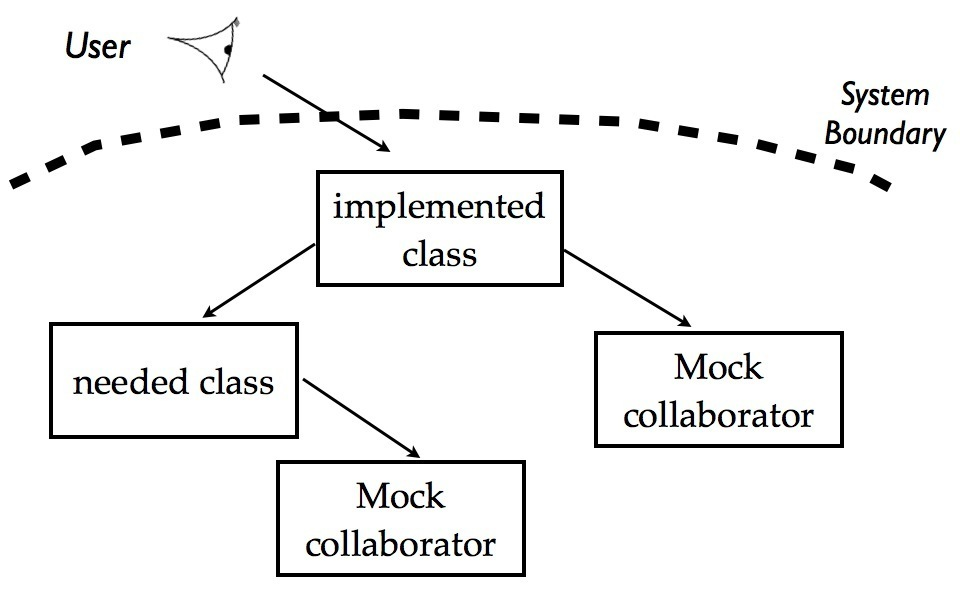 User
System
Boundary
implemented
class
needed class
Mock
collaborator
Mock
collaborator